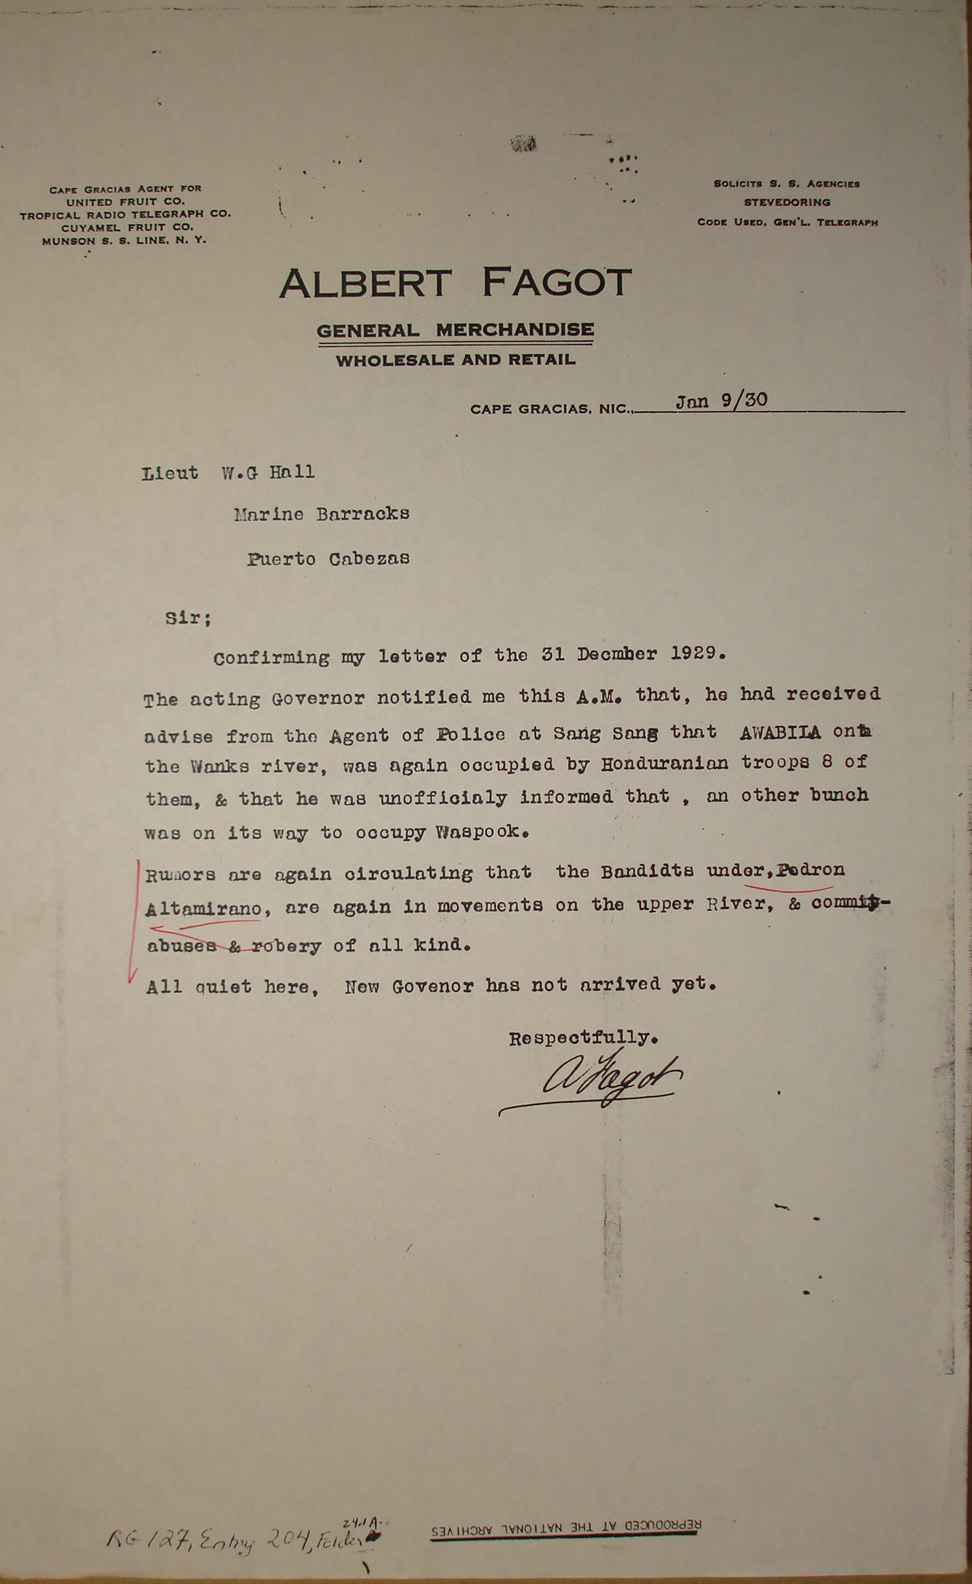 CAPE GRACIAS AGENT FOR
UNITED FRUIT CO.
TROPICAL RADIO TELEGRAPH CO.
CUYAMEL FRUIT CO.
MUNSON S. S. LINE, N. Y.
SOLICITS S. S. AGENCIES
STEVEDORING
CODE USED, GEN'L. TELEGRAPH
ALBERT FAGOT
GENERAL MERCHANDISE
WHOLESALE AND RETAIL
CAPE GRACIAS, NIC., Jan 9/30
Lieut W.G Hall
Marine Barracks
Puerto Cabezas
Sir;
Confirming my letter of the 31 Decmber 1929.
The acting Governor notified me this A.M. that, he had received
advise from the Agent of Police at Sang Sang that AWABILA on
the Wanks river, was again occupied by Honduranian troops 8 of
them, & that he was unofficialy informed that , an other bunch
was on its way to occupy Waspook.
Rumors are again circulating that the Bandidts under,Pedron
Altamirano, are again in movements on the upper River, & commit-
abuses & robery of all kind.
All quiet here, New Govenor has not arrived yet.
Respectfully.
A Fagot
RG 127, Entry 204, Folder
24.1A
REPRODUCED AT THE NATIONAL ARCHIVES